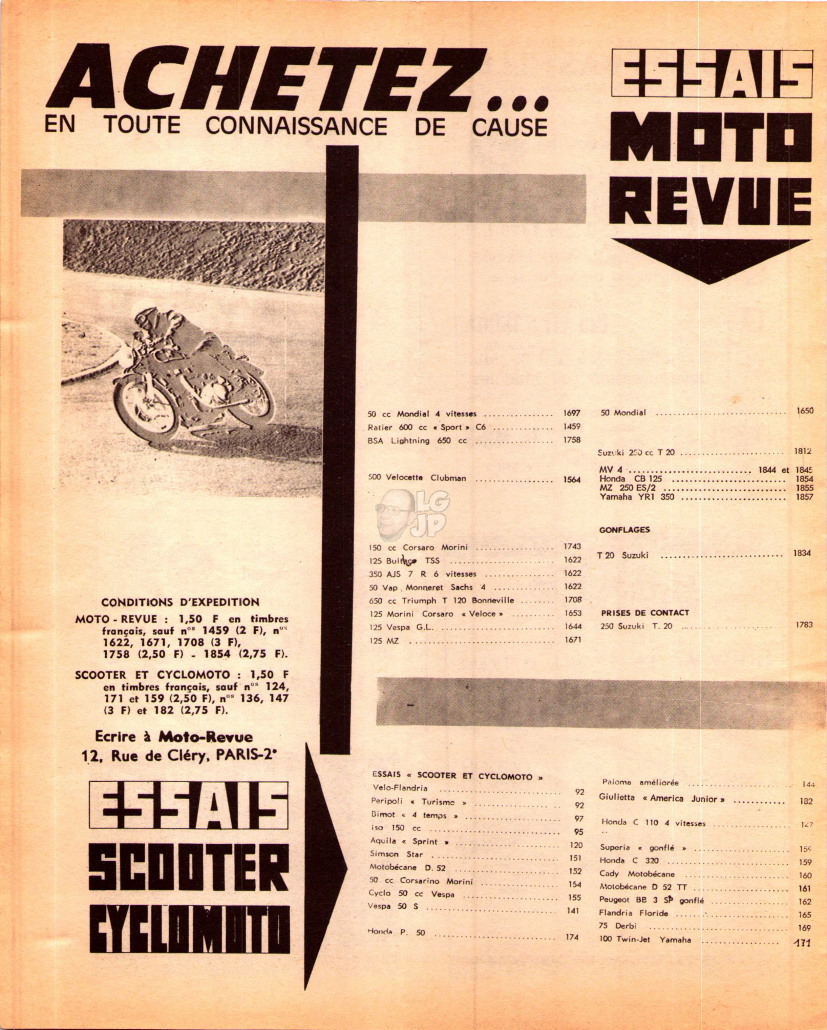 ACHETEZ...
EN TOUTE CONNAISSANCE DE CAUSE
ESSAIS
MOTO
REVUE
50 cc Mondial 4 vitesses ................ 1697
Ratier 600 cc « Sport » C6 ............. 1459
BSA Lightning 650 cc ................. 1758
500 Velocette Clubman ................. 1564
LG
JP
150 cc Corsaro Morini ................. 1743
125 Bultaco TSS ................. 1622
350 AJS 7 R 6 vitesses ................. 1622
50 Vap. Monneret Sachs 4 ................. 1622
650 cc Triumph T 120 Bonneville ........ 1708
125 Morini Corsaro « Veloce » ........... 1653
125 Vespa G.L. ................. 1644
125 MZ ................. 1671
50 Mondial ................. 1650
Suzuki 250 cc T 20 ................. 1812
MV 4 ................. 1844 et 1845
Honda CB 125 ................. 1854
MZ 250 ES/2 ................. 1855
Yamaha YR1 350 ................. 1857
GONFLAGES
T 20 Suzuki ................. 1834
PRISES DE CONTACT
250 Suzuki T. 20 ................. 1783
CONDITIONS D'EXPEDITION
MOTO - REVUE : 1,50 F en timbres
français, sauf nos 1459 (2 F), nos
1622, 1671, 1708 (3 F),
1758 (2,50 F) - 1854 (2,75 F).
SCOOTER ET CYCLOMOTO : 1,50 F
en timbres français, sauf nos 124,
171 et 159 (2,50 F), nos 136, 147
(3 F) et 182 (2,75 F).
Ecrire à Moto-Revue
12, Rue de Cléry, PARIS-2e
ESSAIS
SCOOTER
CYCLOMOTO
ESSAIS « SCOOTER ET CYCLOMOTO »
Velo-Flandria ................. 92
Peripoli « Turismo » ................. 92
Bimot « 4 temps » ................. 97
Iso 150 cc ................. 95
Aquila « Sprint » ................. 120
Simson Star ................. 151
Motobécane D. 52 ................. 152
50 cc Corsarino Morini ................. 154
Cyclo 50 cc Vespa ................. 155
Vespa 50 S ................. 141
Honda P. 50 ................. 174
Paloma améliorée ................. 144
Giulietta « America Junior » ........... 182
Honda C 110 4 vitesses .................
Superia « gonflé » .................
Honda C 320 ................. 159
Cady Motobécane ................. 160
Motobécane D 52 TT ................. 161
Peugeot BB 3 SP gonflé ................. 162
Flandria Floride ................. 165
75 Derbi ................. 169
100 Twin-Jet Yamaha ................. 171